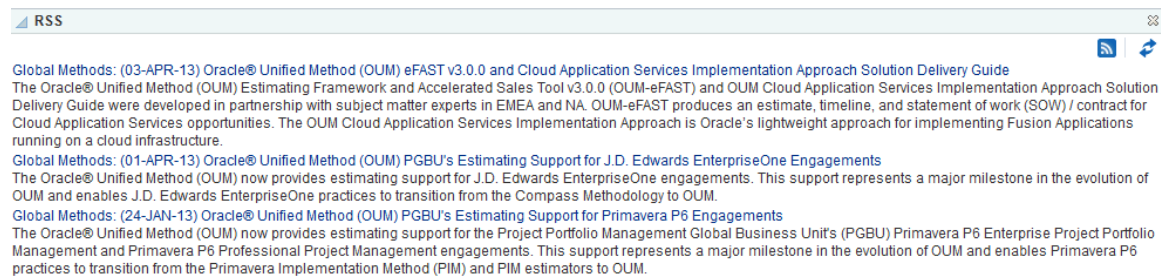 RSS
Global Methods: (03-APR-13) Oracle® Unified Method (OUM) eFAST v3.0.0 and Cloud Application Services Implementation Approach Solution Delivery Guide
The Oracle® Unified Method (OUM) Estimating Framework and Accelerated Sales Tool v3.0.0 (OUM-eFAST) and OUM Cloud Application Services Implementation Approach Solution
Delivery Guide were developed in partnership with subject matter experts in EMEA and NA. OUM-eFAST produces an estimate, timeline, and statement of work (SOW) / contract for
Cloud Application Services opportunities. The OUM Cloud Application Services Implementation Approach is Oracle's lightweight approach for implementing Fusion Applications
running on a cloud infrastructure.
Global Methods: (01-APR-13) Oracle® Unified Method (OUM) PGBU's Estimating Support for J.D. Edwards EnterpriseOne Engagements
The Oracle® Unified Method (OUM) now provides estimating support for J.D. Edwards EnterpriseOne engagements. This support represents a major milestone in the evolution of
OUM and enables J.D. Edwards EnterpriseOne practices to transition from the Compass Methodology to OUM.
Global Methods: (24-JAN-13) Oracle® Unified Method (OUM) PGBU's Estimating Support for Primavera P6 Engagements
The Oracle® Unified Method (OUM) now provides estimating support for the Project Portfolio Management Global Business Unit's (PGBU) Primavera P6 Enterprise Project Portfolio
Management and Primavera P6 Professional Project Management engagements. This support represents a major milestone in the evolution of OUM and enables Primavera P6
practices to transition from the Primavera Implementation Method (PIM) and PIM estimators to OUM.